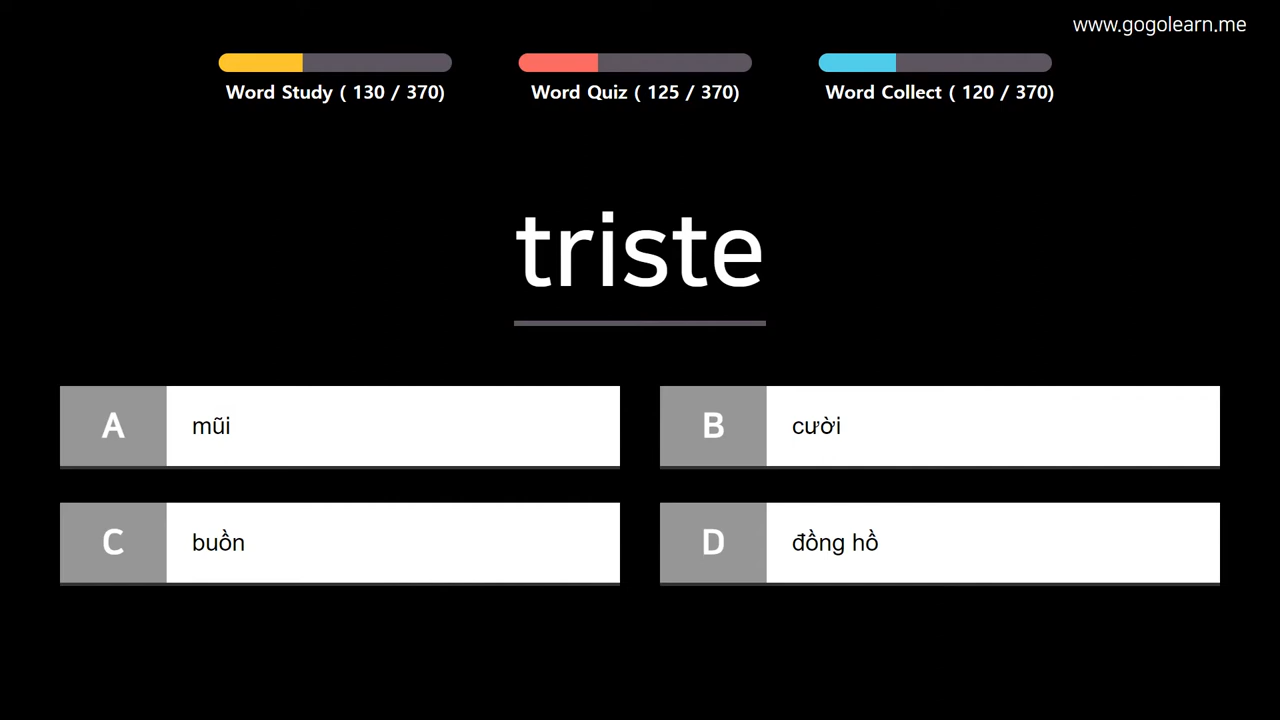 www.gogolearn.me
Word Study ( 130 / 370)
Word Quiz ( 125 / 370)
Word Collect ( 120 / 370)
triste
A mũi
B cười
C buồn
D đồng hồ